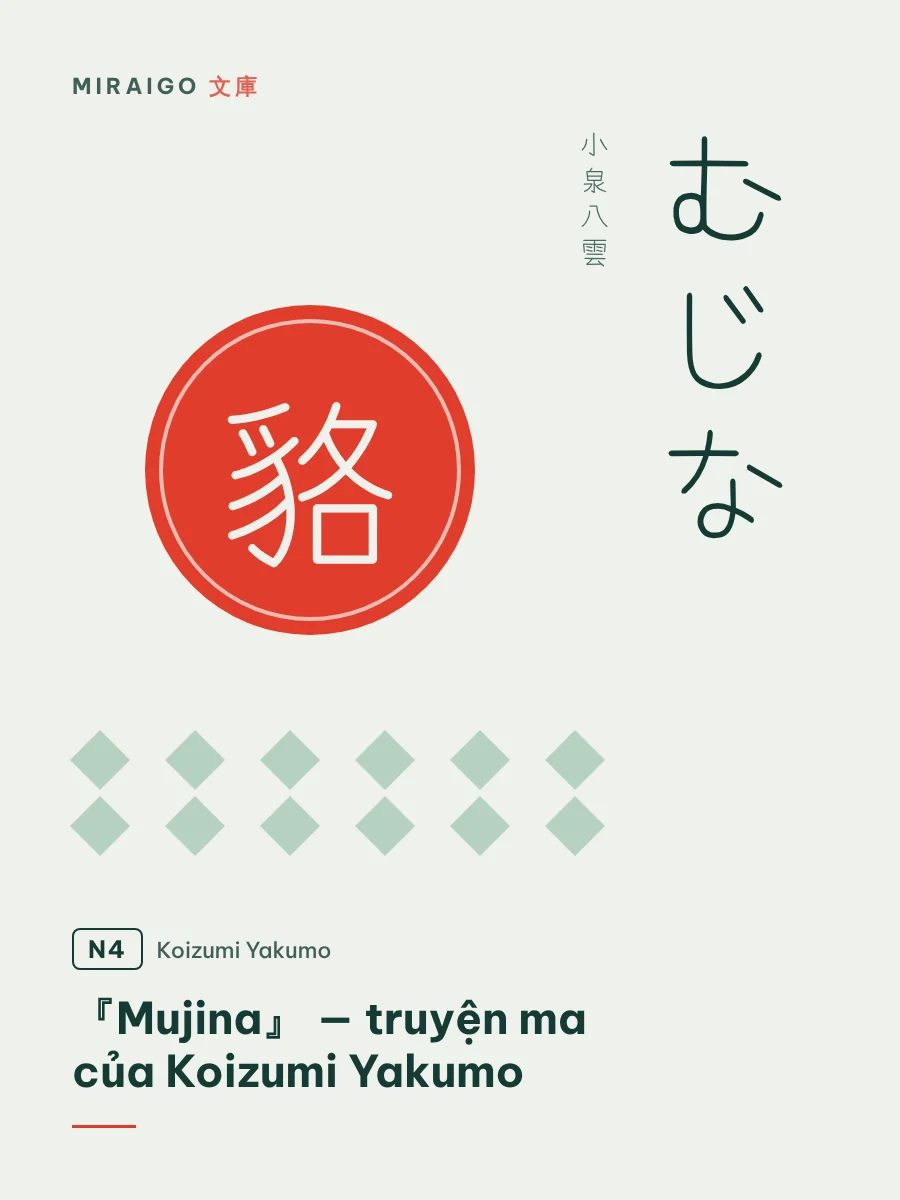 MIRAIGO 文庫
むじな
小泉八雲
貉
N4 Koizumi Yakumo
『Mujina』 — truyện ma
của Koizumi Yakumo